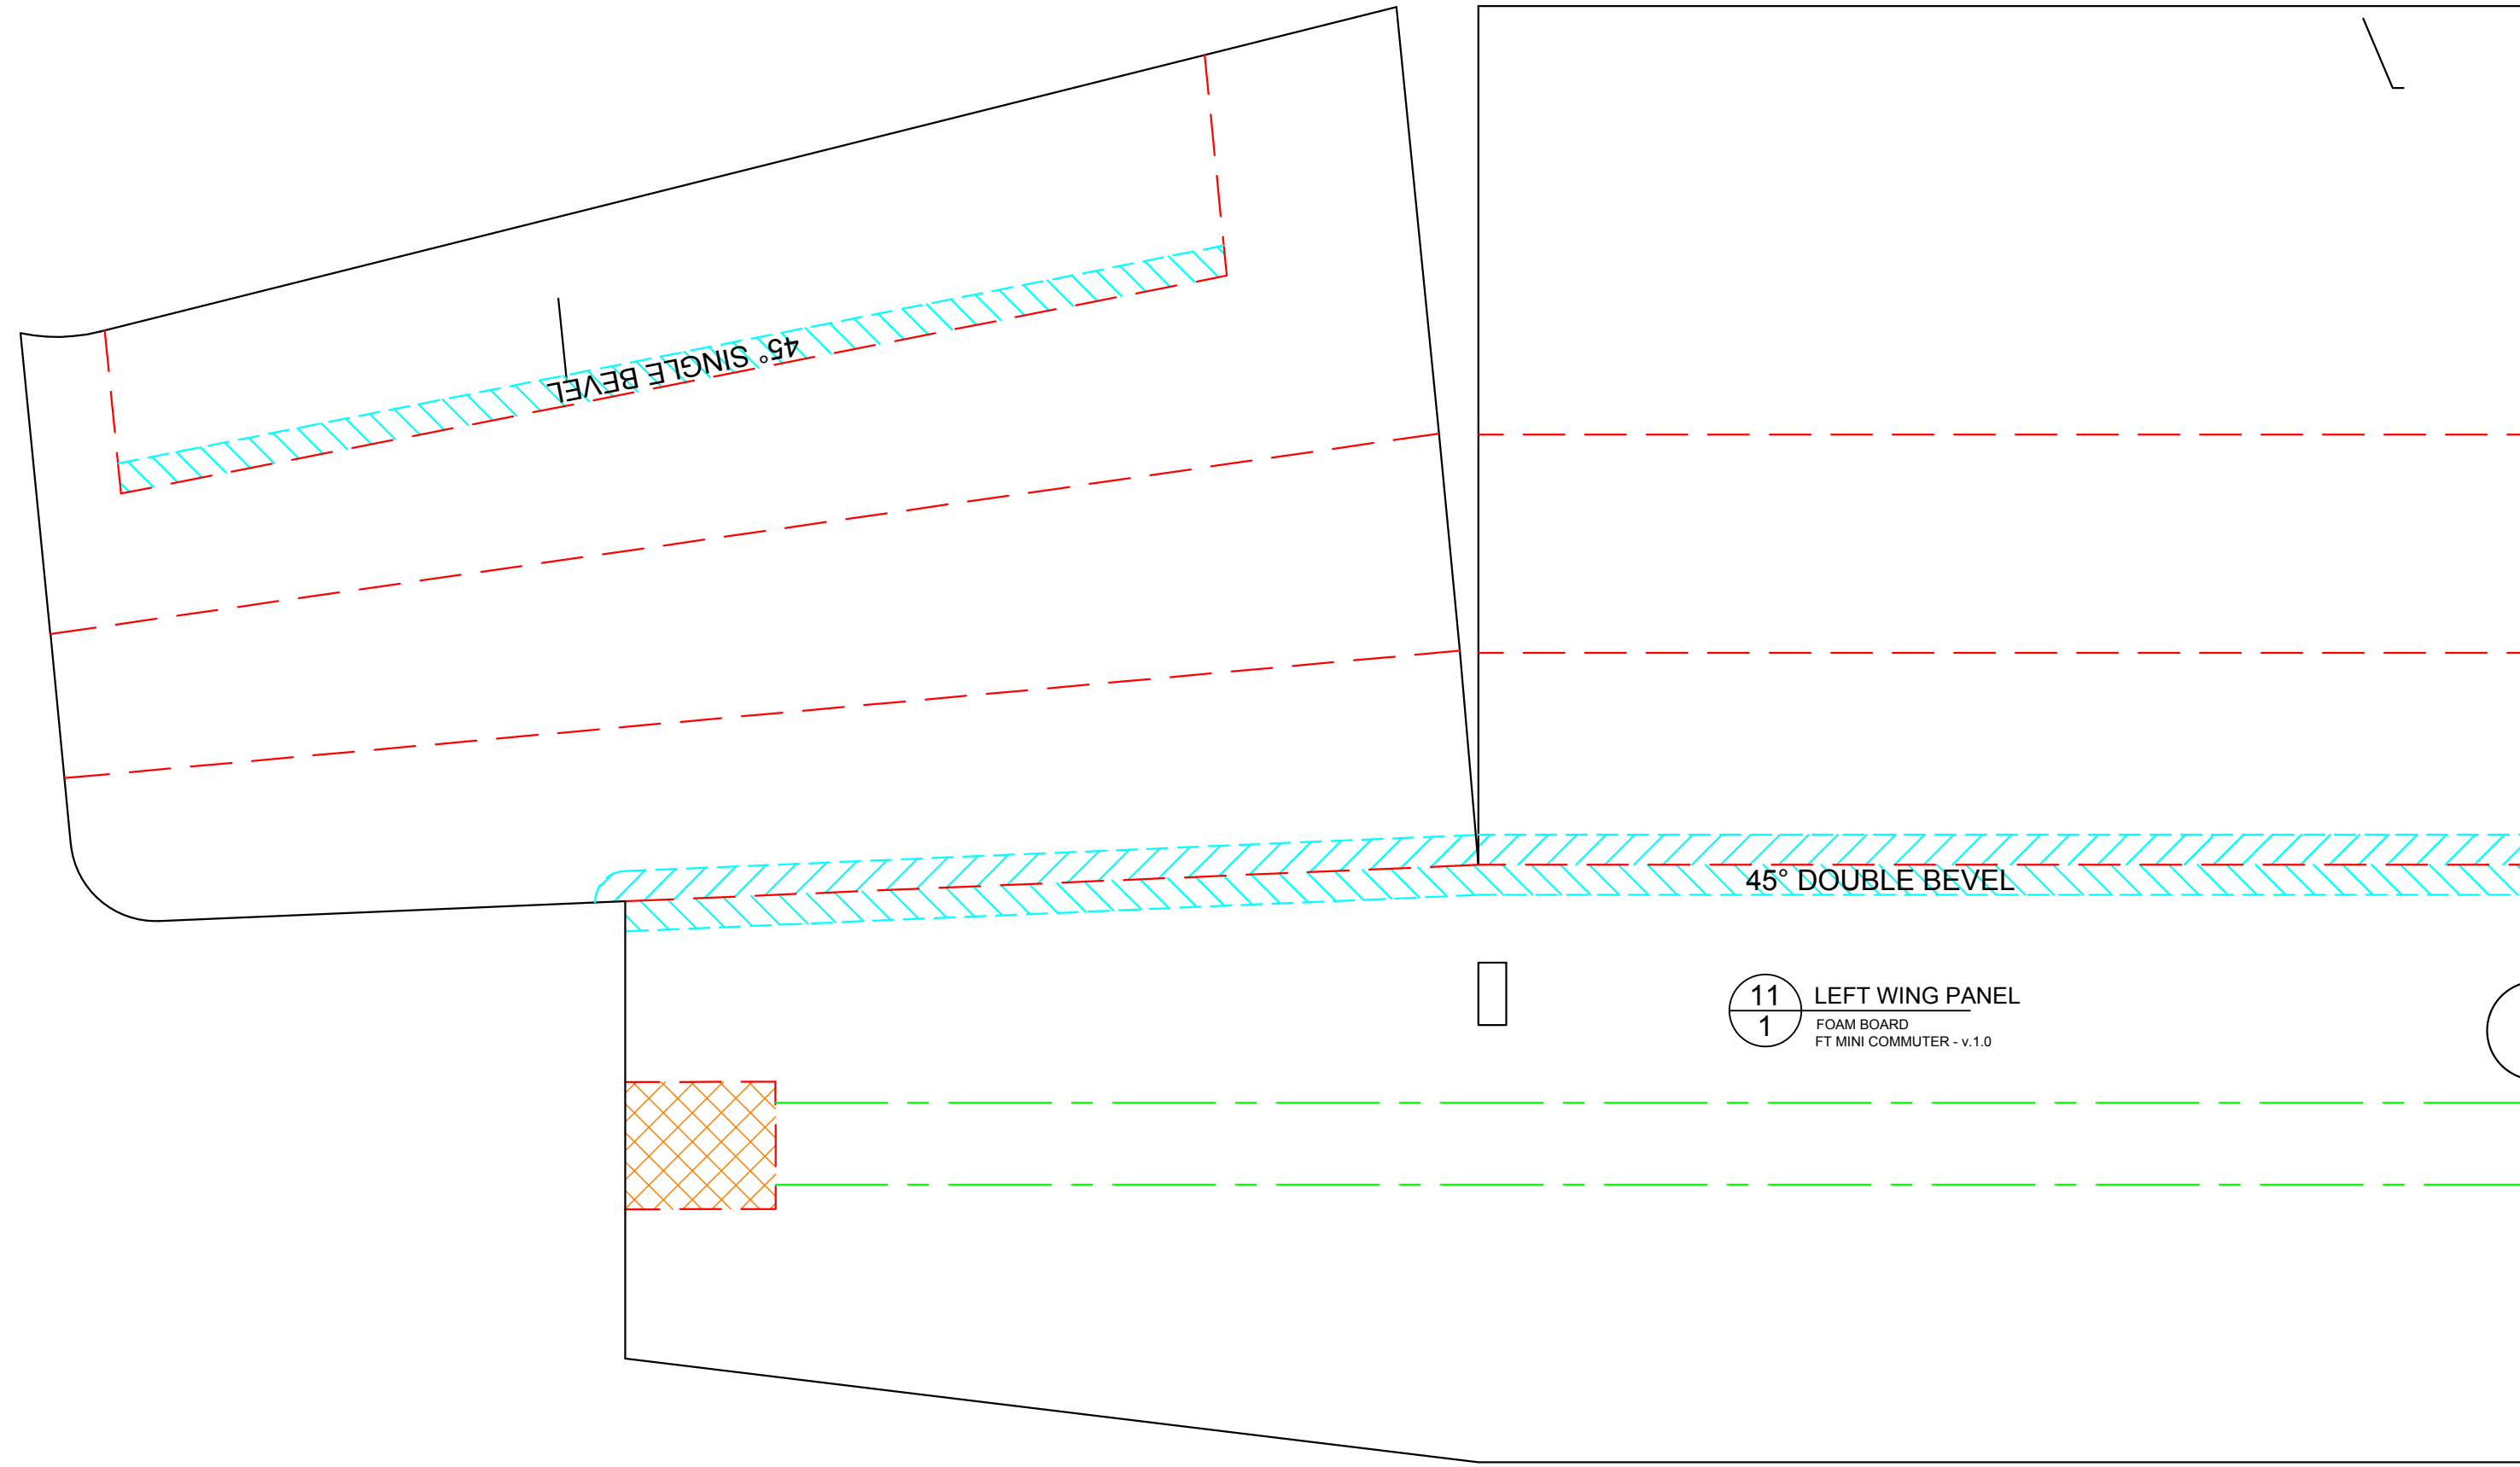 45° SINGLE BEVEL
45° DOUBLE BEVEL
11
1
LEFT WING PANEL
FOAM BOARD
FT MINI COMMUTER - v.1.0